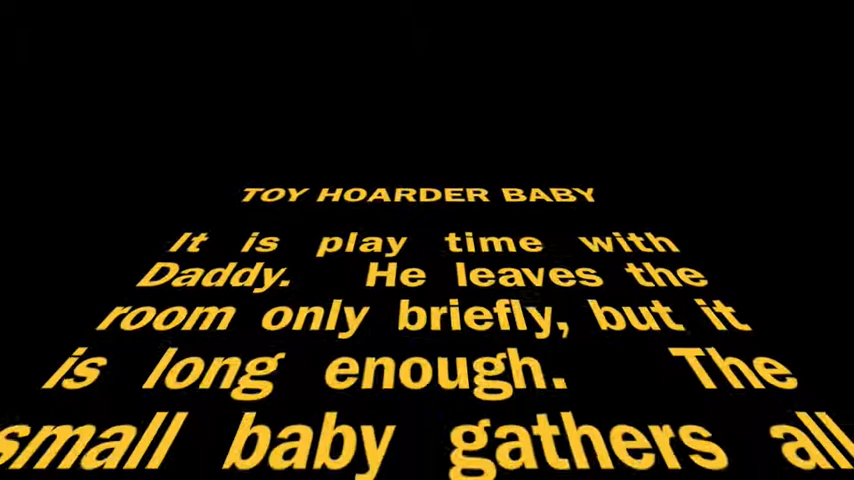 TOY HOARDER BABY
It is play time with
Daddy. He leaves the
room only briefly, but it
is long enough. The
small baby gathers all